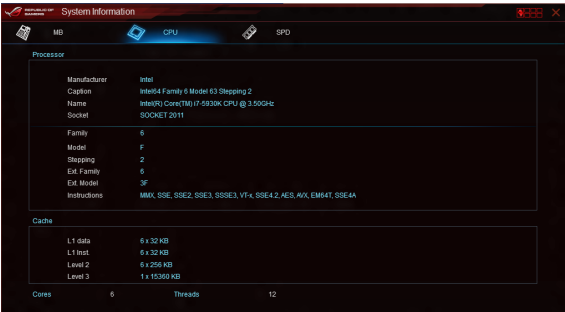 REPUBLIC OF GAMERS System Information
MB CPU SPD
Processor
Manufacturer Intel
Caption Intel64 Family 6 Model 63 Stepping 2
Name Intel(R) Core(TM) i7-5930K CPU @ 3.50GHz
Socket SOCKET 2011
Family 6
Model F
Stepping 2
Ext. Family 6
Ext. Model 3F
Instructions MMX, SSE, SSE2, SSE3, SSSE3, VT-x, SSE4.2, AES, AVX, EM64T, SSE4A
Cache
L1 data 6 x 32 KB
L1 Inst. 6 x 32 KB
Level 2 6 x 256 KB
Level 3 1 x 15360 KB
Cores 6 Threads 12